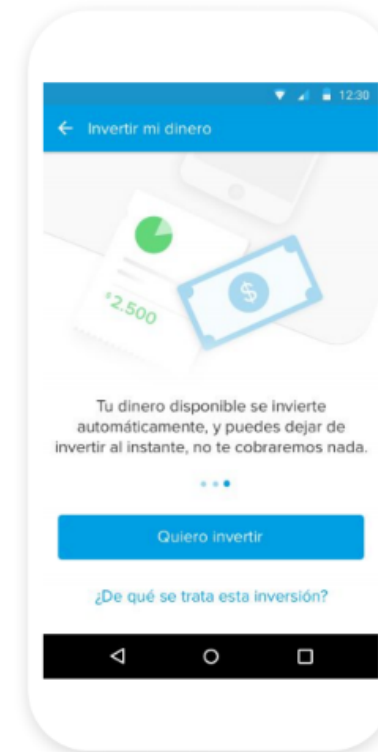 12:30
Invertir mi dinero
$2.500
$
Tu dinero disponible se invierte
automáticamente, y puedes dejar de
invertir al instante, no te cobraremos nada.
Quiero invertir
¿De qué se trata esta inversión?